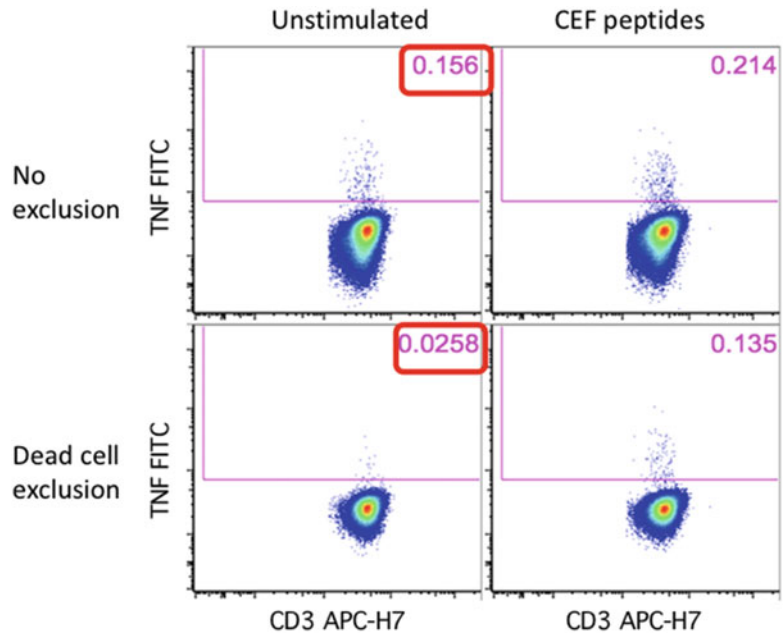 Unstimulated
CEF peptides
No
exclusion
TNF FITC
0.156
0.214
Dead cell
exclusion
TNF FITC
0.0258
0.135
CD3 APC-H7
CD3 APC-H7